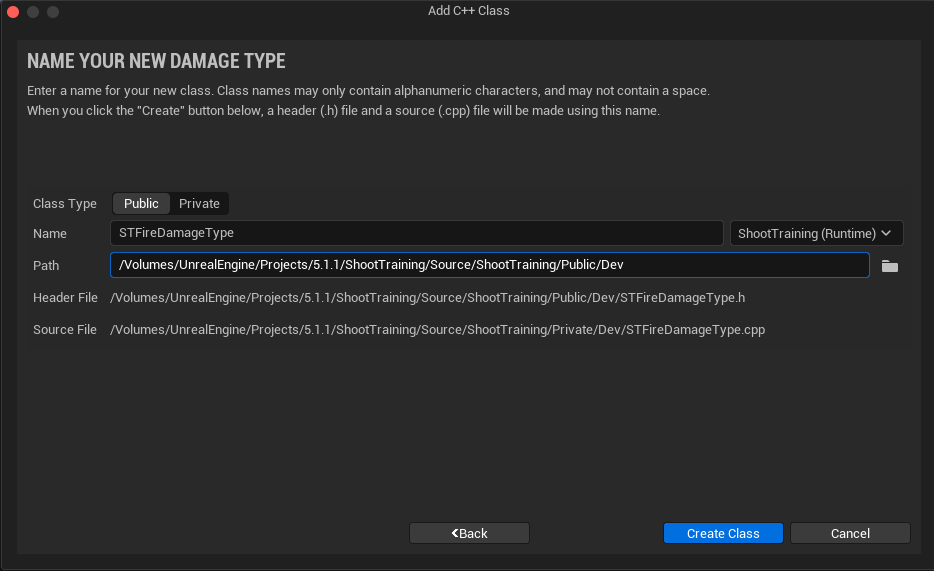 Add C++ Class
NAME YOUR NEW DAMAGE TYPE
Enter a name for your new class. Class names may only contain alphanumeric characters, and may not contain a space.
When you click the "Create" button below, a header (.h) file and a source (.cpp) file will be made using this name.
Class Type Public Private
Name STFireDamageType ShootTraining (Runtime)
Path /Volumes/UnrealEngine/Projects/5.1.1/ShootTraining/Source/ShootTraining/Public/Dev
Header File /Volumes/UnrealEngine/Projects/5.1.1/ShootTraining/Source/ShootTraining/Public/Dev/STFireDamageType.h
Source File /Volumes/UnrealEngine/Projects/5.1.1/ShootTraining/Source/ShootTraining/Private/Dev/STFireDamageType.cpp
Back Create Class Cancel